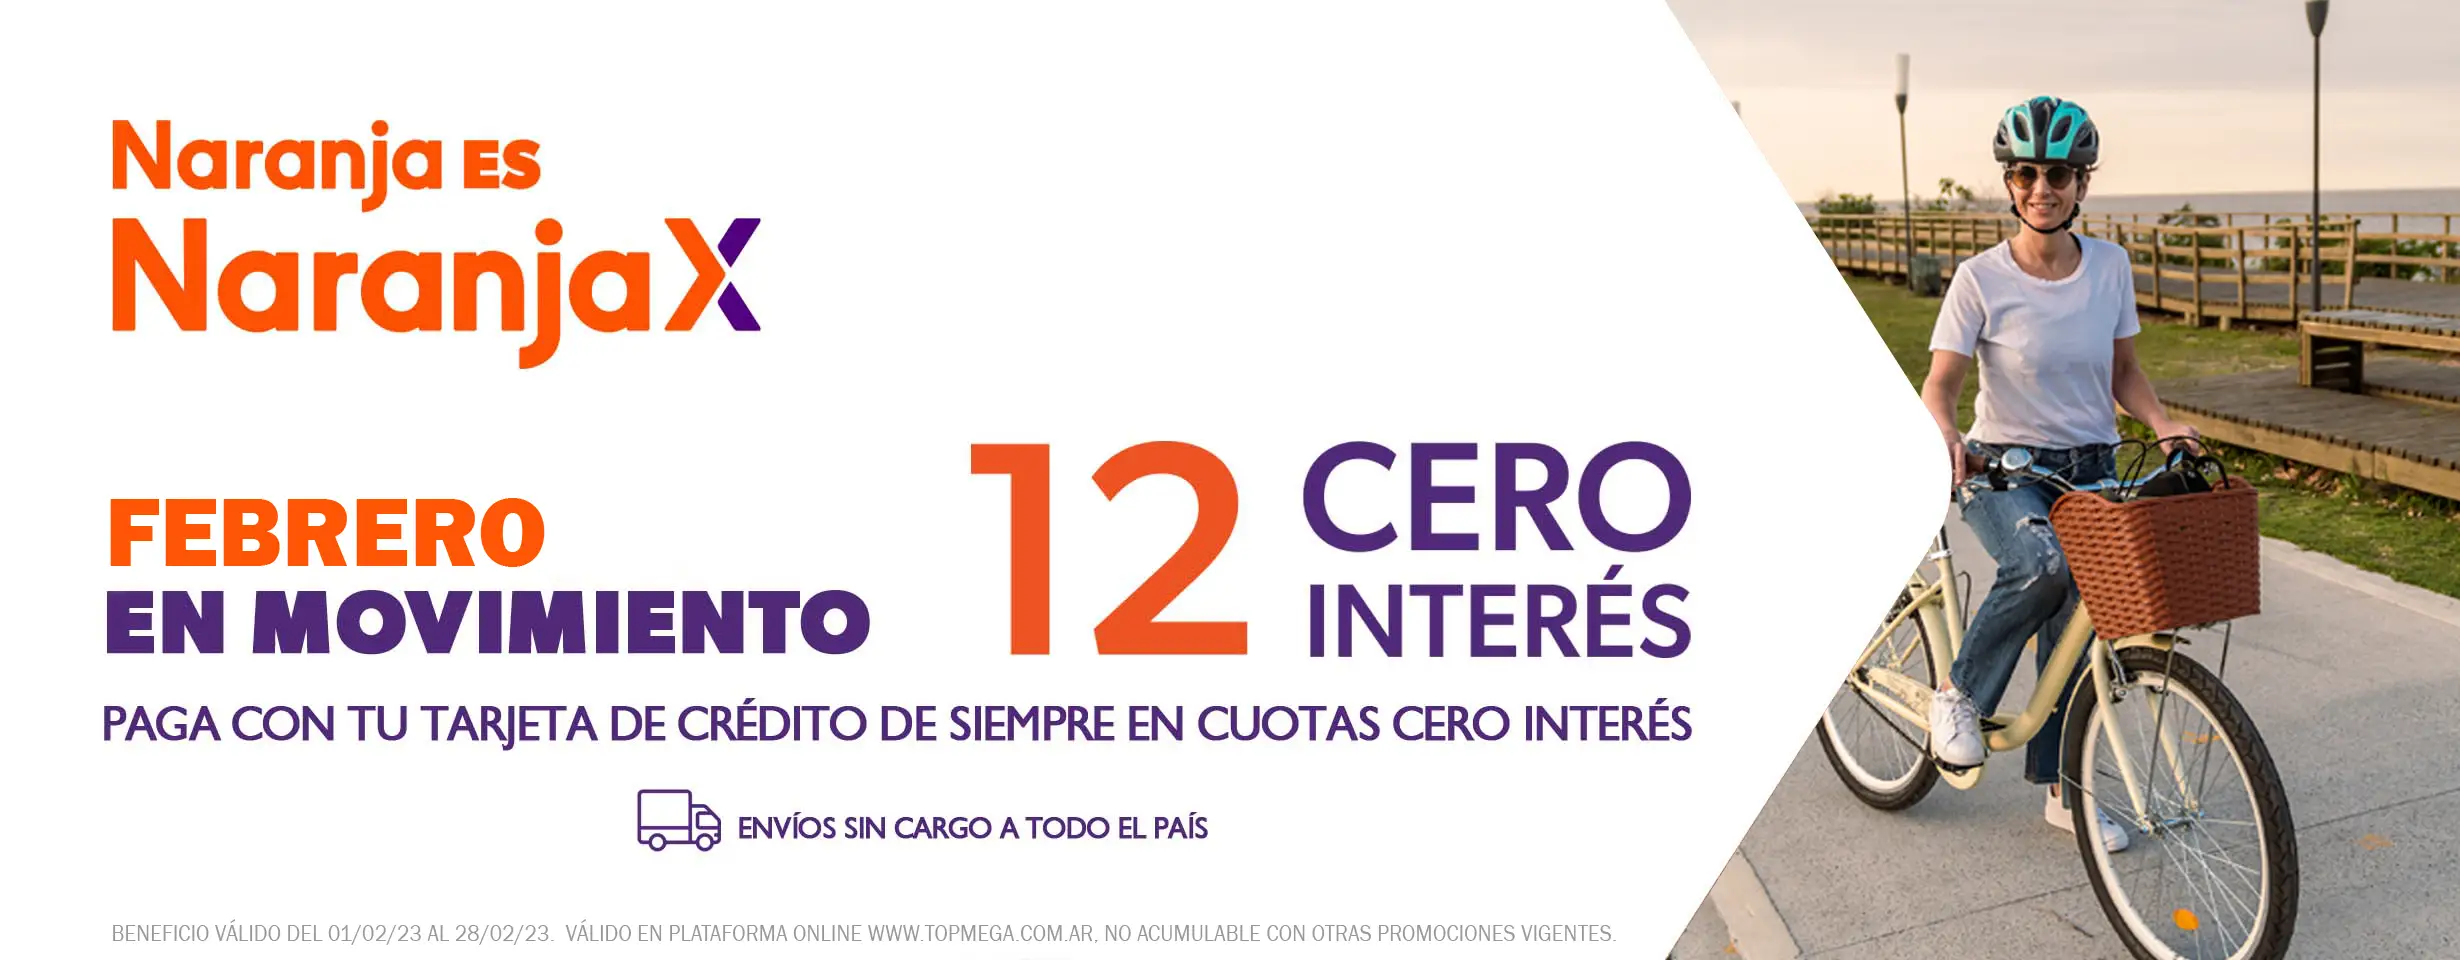 Naranja ES
NaranjaX
FEBRERO
EN MOVIMIENTO
12 CERO
INTERÉS
PAGA CON TU TARJETA DE CRÉDITO DE SIEMPRE EN CUOTAS CERO INTERÉS
ENVÍOS SIN CARGO A TODO EL PAÍS
BENEFICIO VÁLIDO DEL 01/02/23 AL 28/02/23. VÁLIDO EN PLATAFORMA ONLINE WWW.TOPMEGA.COM.AR, NO ACUMULABLE CON OTRAS PROMOCIONES VIGENTES.